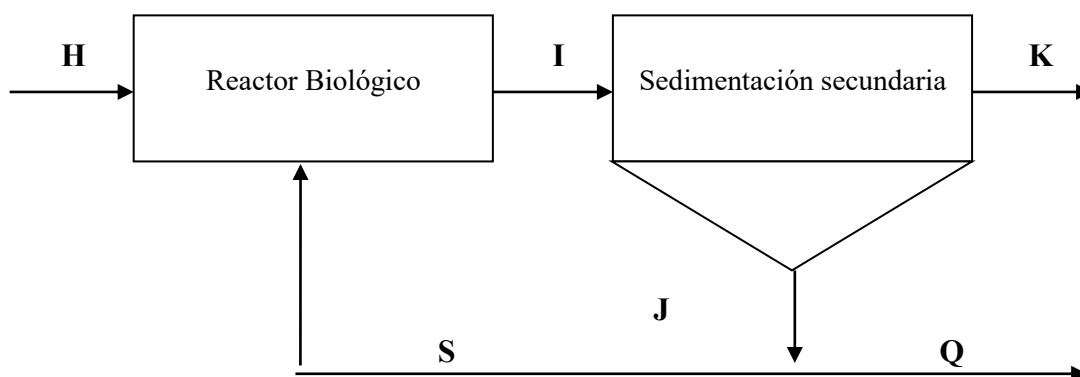 H
Reactor Biológico
I
Sedimentación secundaria
K
J
S
Q